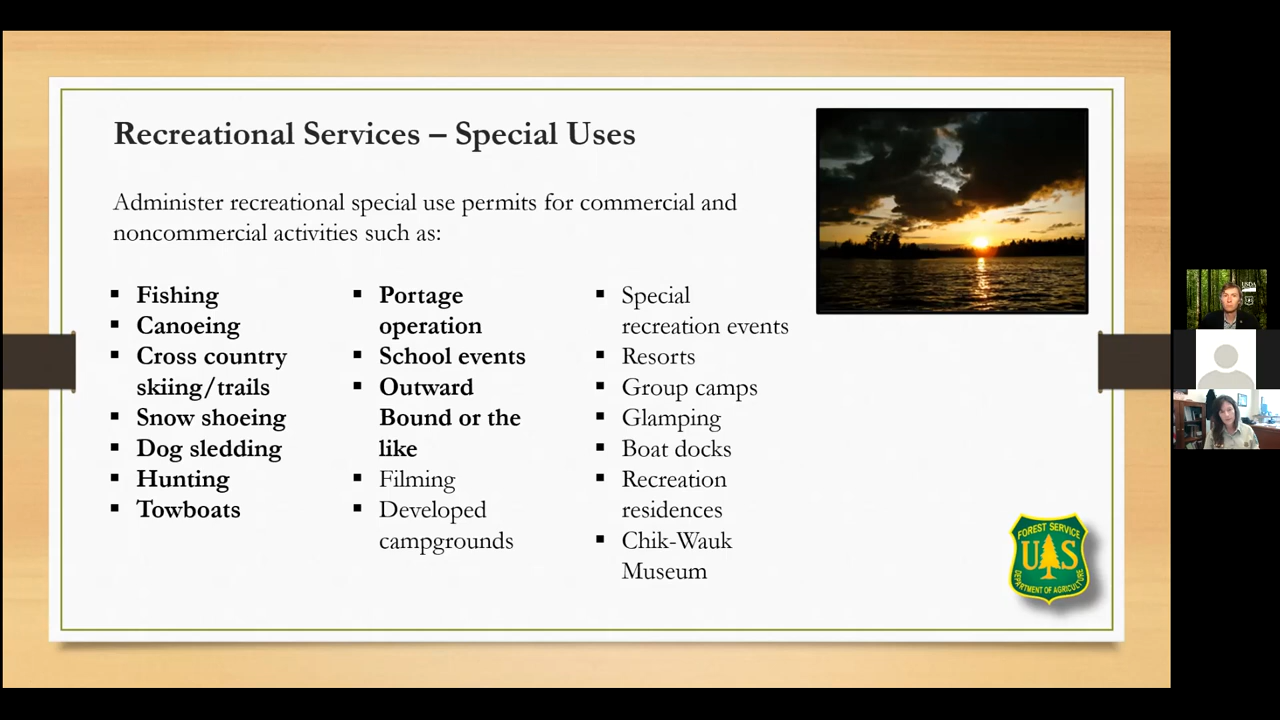 Recreational Services – Special Uses
Administer recreational special use permits for commercial and
noncommercial activities such as:
▪ Fishing
▪ Canoeing
▪ Cross country
skiing/trails
▪ Snow shoeing
▪ Dog sledding
▪ Hunting
▪ Towboats
▪ Portage
operation
▪ School events
▪ Outward
Bound or the
like
▪ Filming
▪ Developed
campgrounds
▪ Special
recreation events
▪ Resorts
▪ Group camps
▪ Glamping
▪ Boat docks
▪ Recreation
residences
▪ Chik-Wauk
Museum
FOREST SERVICE
U S
DEPARTMENT OF AGRICULTURE
USDA